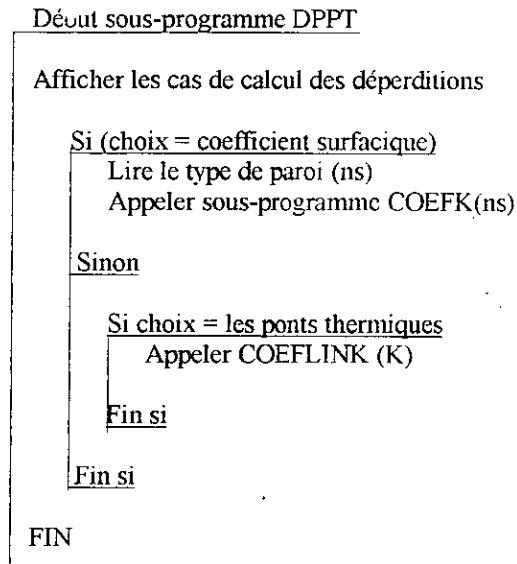 Début sous-programme DPPT
Afficher les cas de calcul des déperditions
Si (choix = coefficient surfacique)
Lire le type de paroi (ns)
Appeler sous-programme COEFK(ns)
Sinon
Si choix = les ponts thermiques
Appeler COEFLINK (K)
Fin si
Fin si
FIN